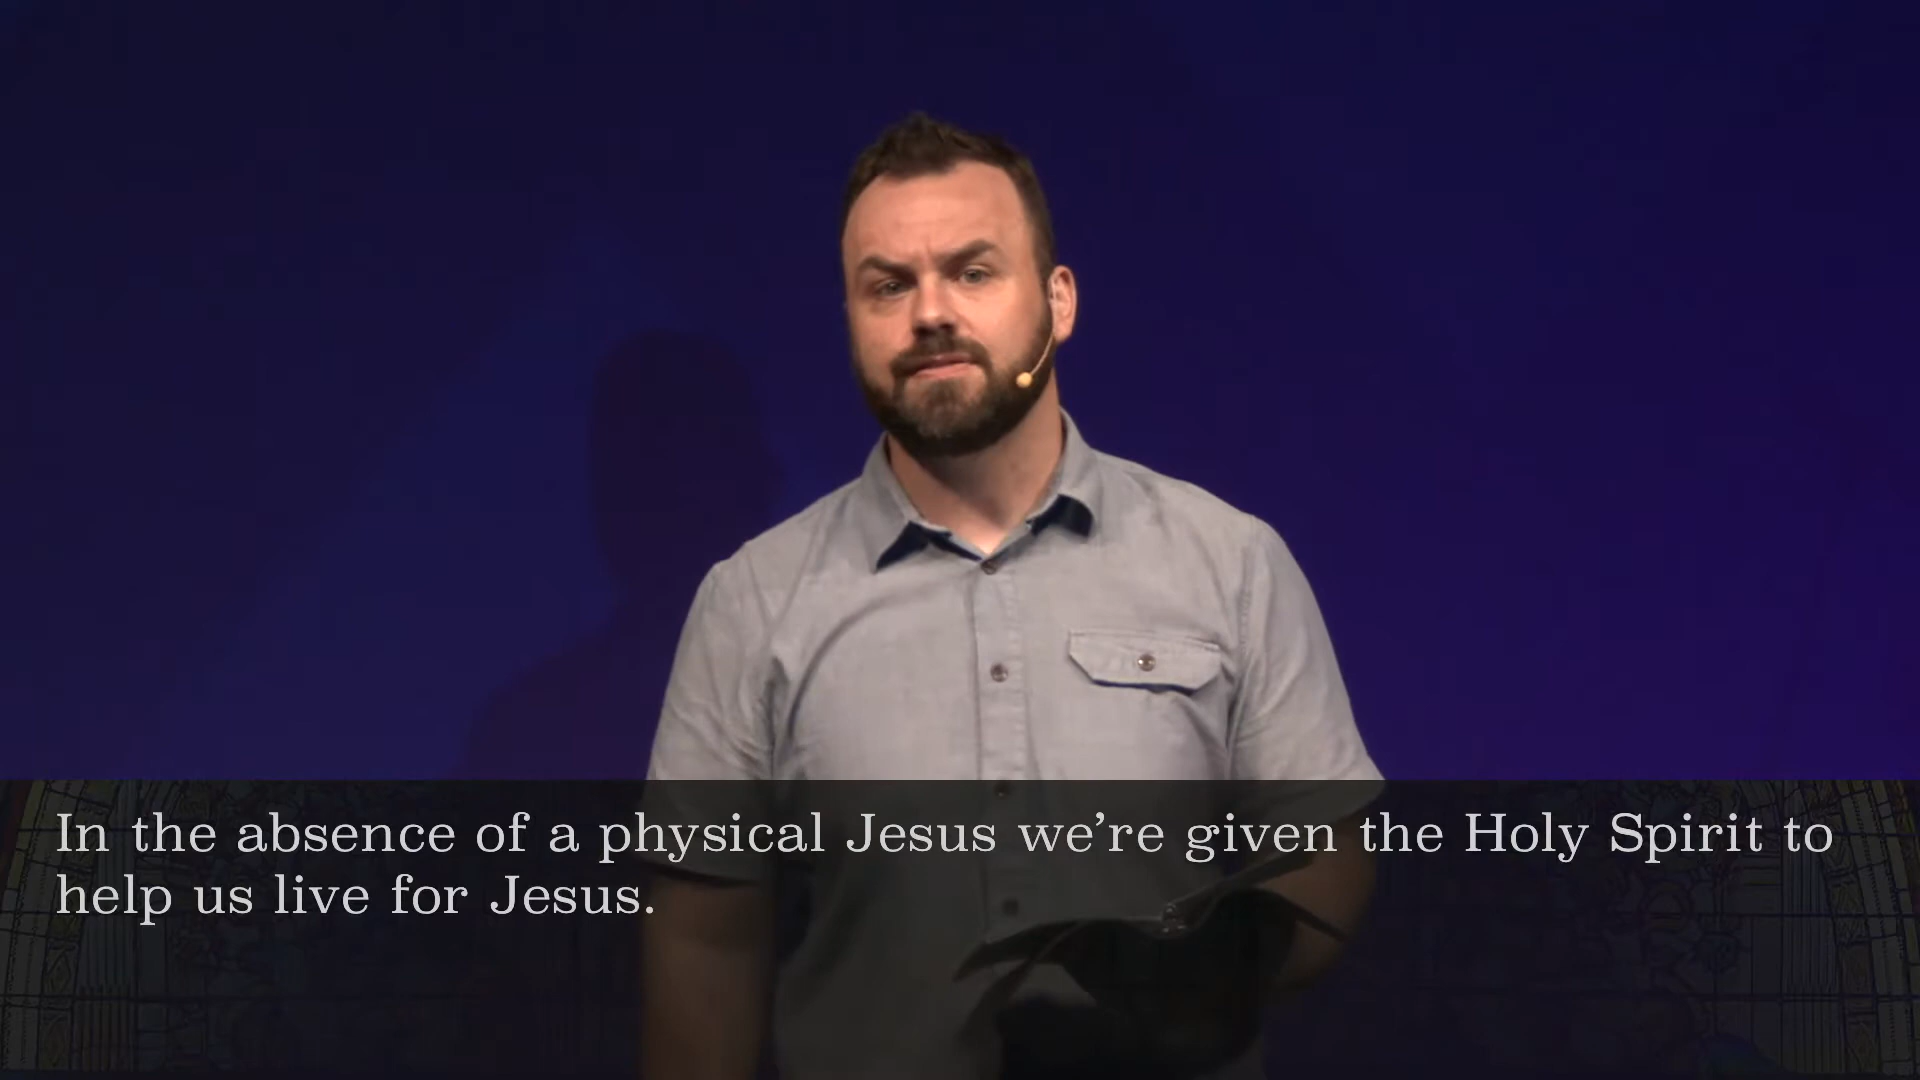 In the absence of a physical Jesus we’re given the Holy Spirit to
help us live for Jesus.